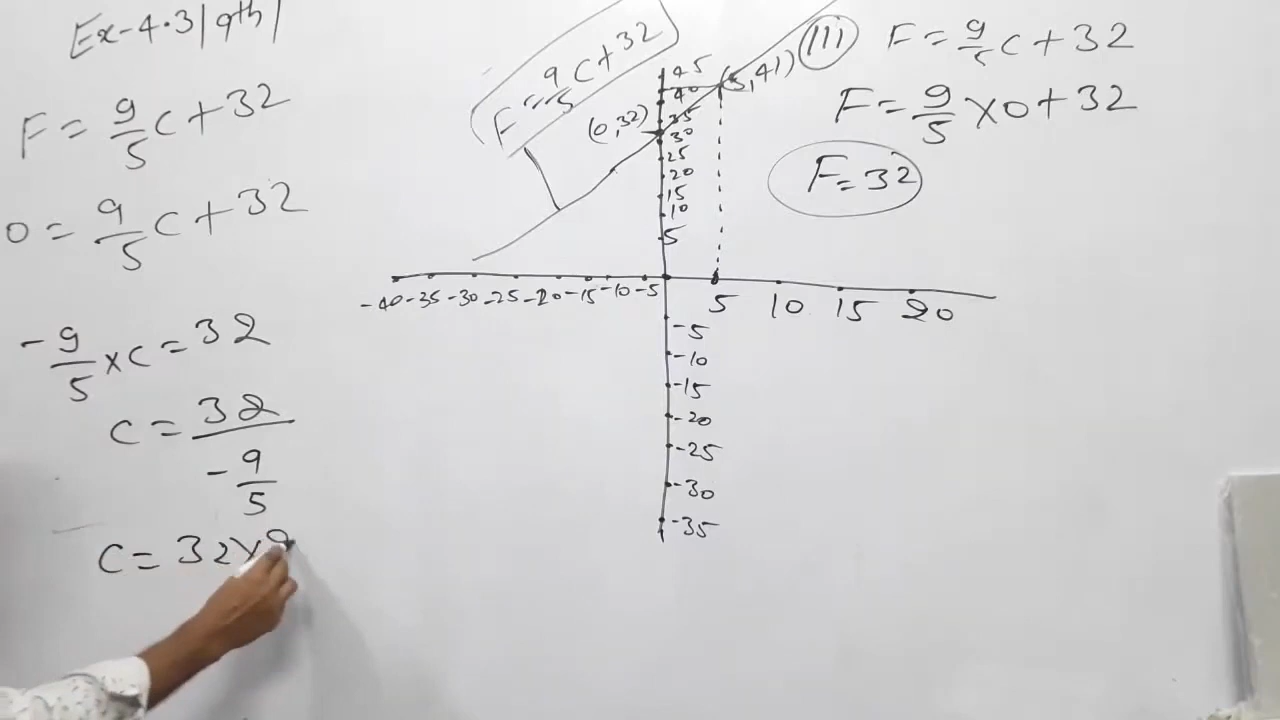 Ex-4.3|9th|
F = 9/5 C + 32
0 = 9/5 C + 32
- 9/5 × C = 32
C = 32 / - 9/5
C = 32 ×
F = 9/5 C + 32
(0,32)
(5,41)
(III)
F = 9/5 C + 32
F = 9/5 × 0 + 32
F = 32
45
40
35
30
25
20
15
10
5
-40 -35 -30 -25 -20 -15 -10 -5
5 10 15 20
-5
-10
-15
-20
-25
-30
-35